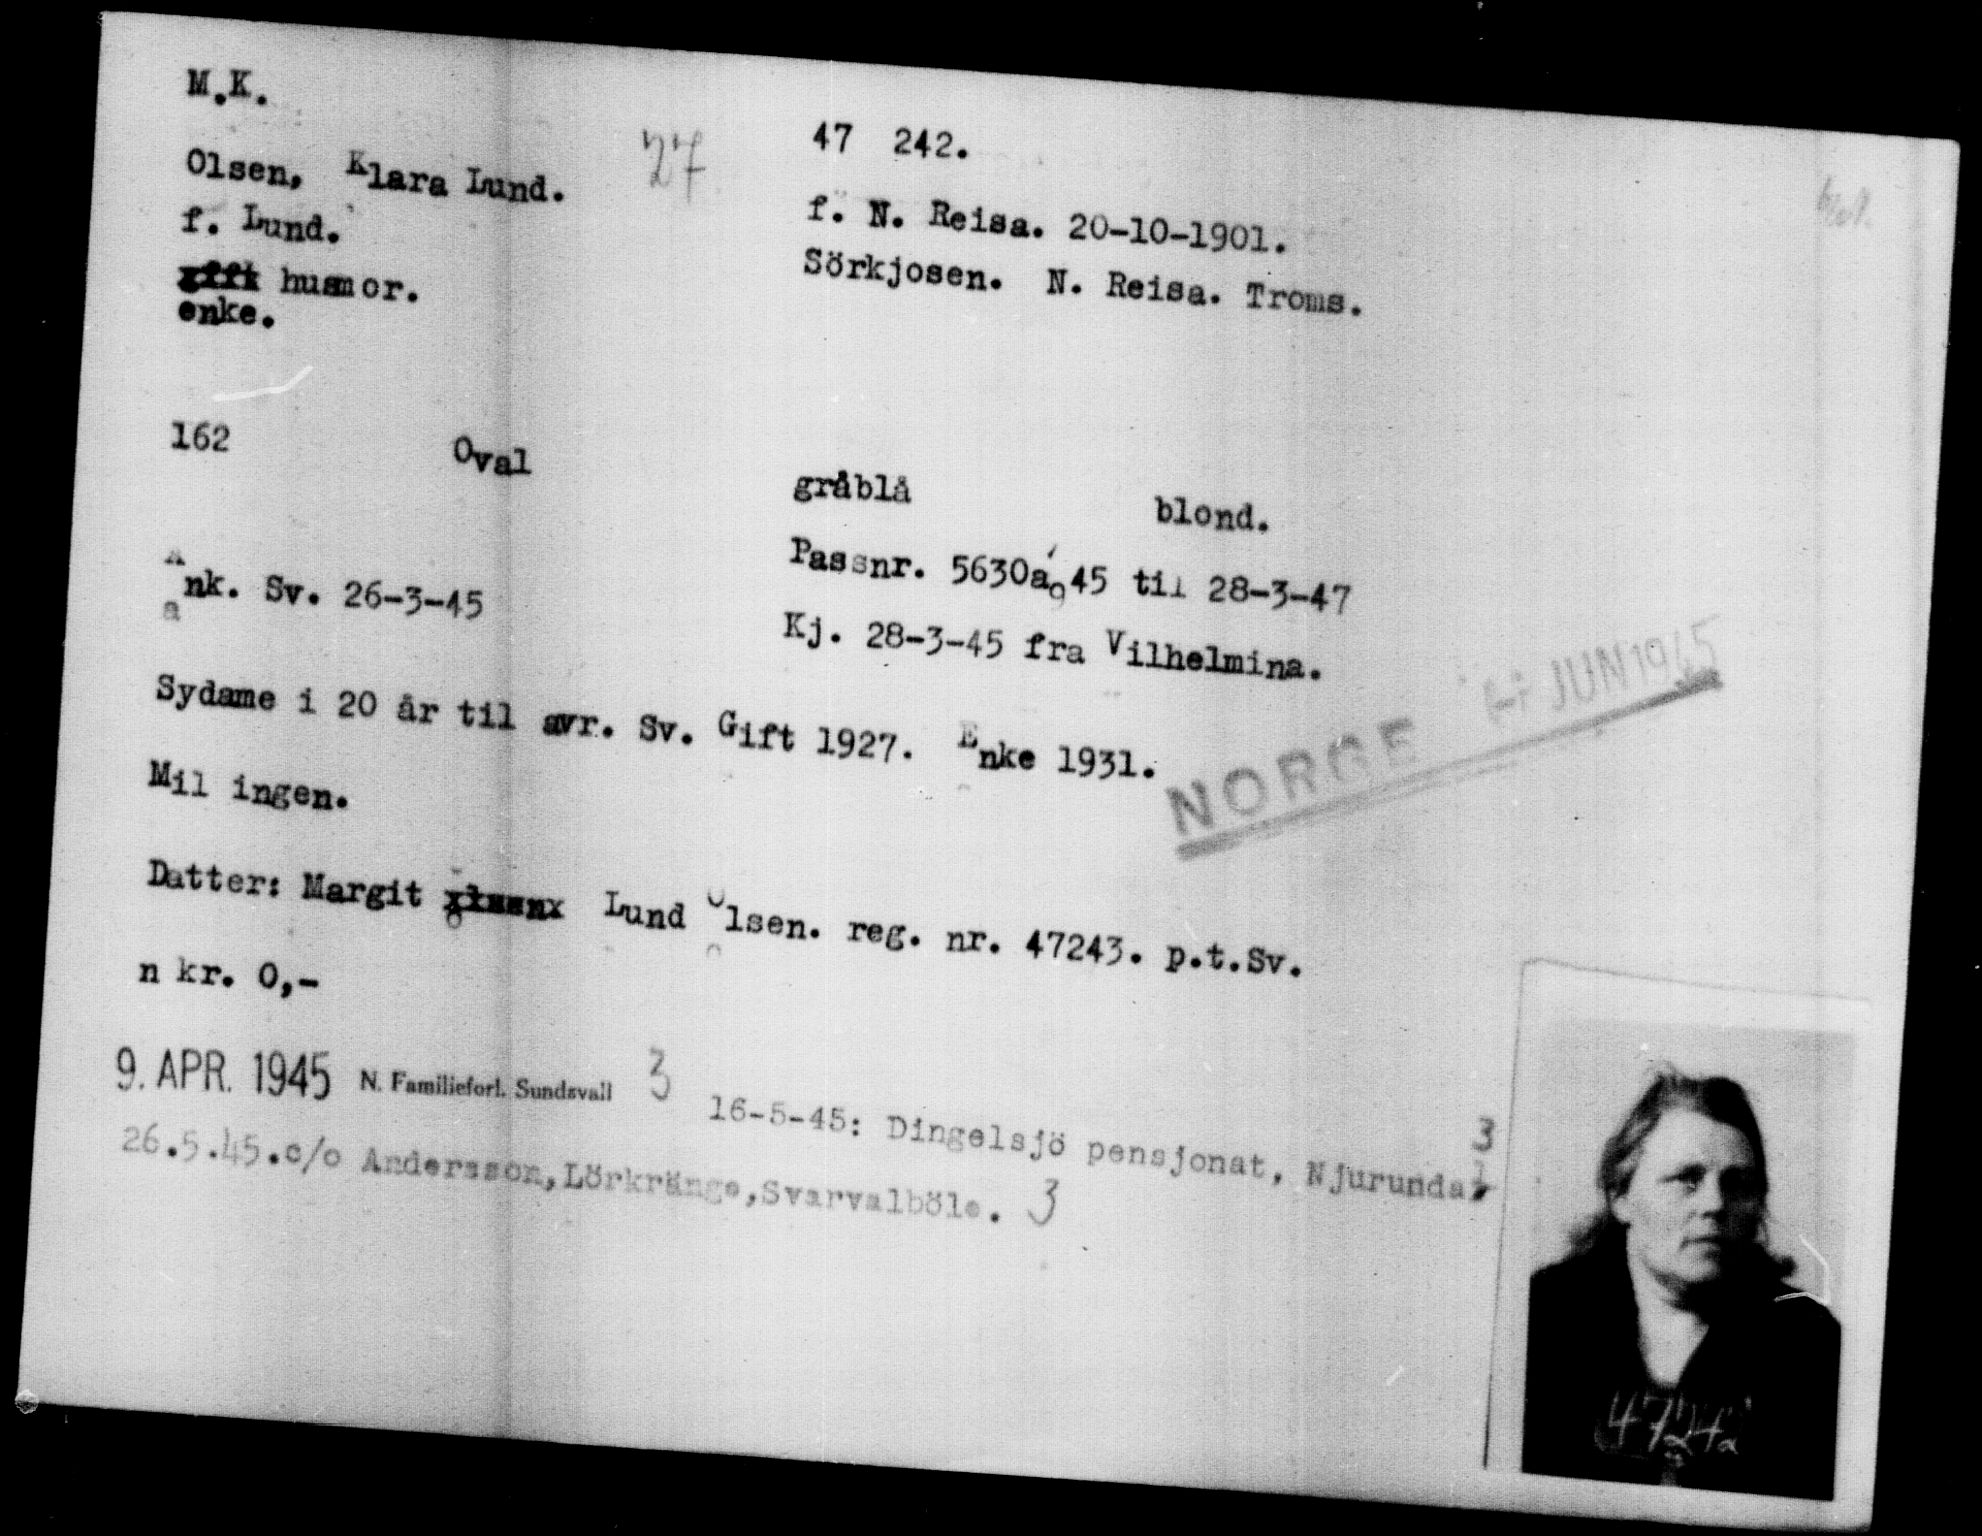 M.K.
27
47 242.
Olsen, Klara Lund.
f. N. Reisa. 20-10-1901.
f. Lund.
Sörkjosen. N. Reisa. Troms.
gift husmor.
enke.
162 Oval gråblå blond.
Passnr. 5630a/45 til 28-3-47
Ank. Sv. 26-3-45
Kj. 28-3-45 fra Vilhelmina.
Sydame i 20 år til avr. Sv. Gift 1927. Enke 1931.
NORGE JUN 1945
Mil ingen.
Datter: Margit Lund Olsen. reg. nr. 47243. p.t.Sv.
n kr. 0,-
9. APR. 1945 N. Familieforl. Sundsvall 3
16-5-45: Dingelsjö pensjonat, Njurunda. 3
26.5.45.c/o Andersson,Lörkränge,Svarvalböle. 3
47242